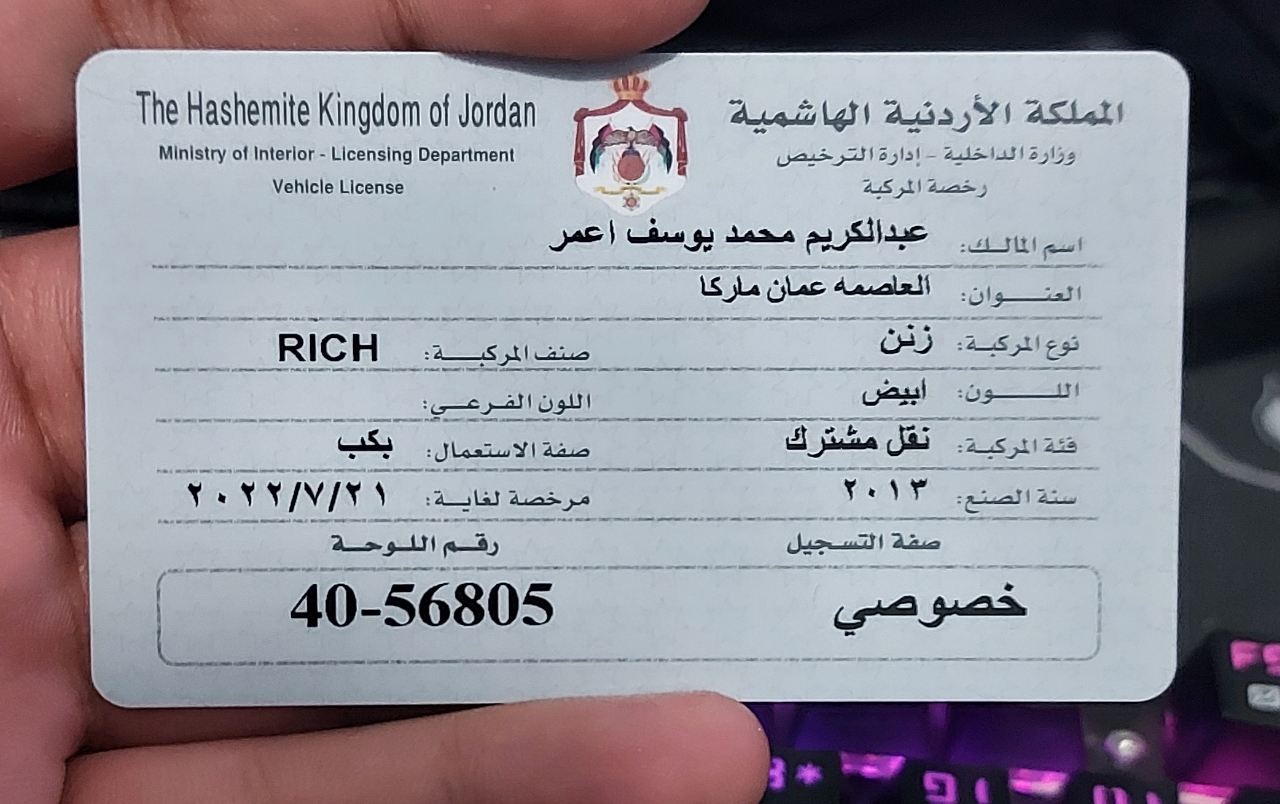 The Hashemite Kingdom of Jordan
Ministry of Interior - Licensing Department
Vehicle License
المملكة الأردنية الهاشمية
وزارة الداخلية - إدارة الترخيص
رخصة المركبة
اسم المالك: عبدالكريم محمد يوسف اعمر
العنوان: العاصمه عمان ماركا
نوع المركبة: زنن صنف المركبة: RICH
اللون: ابيض اللون الفرعي:
فئة المركبة: نقل مشترك صفة الاستعمال: بكب
سنة الصنع: ٢٠١٣ مرخصة لغاية: ٢٠٢٢/٧/٢١
صفة التسجيل رقم اللوحة
خصوصي 40-56805